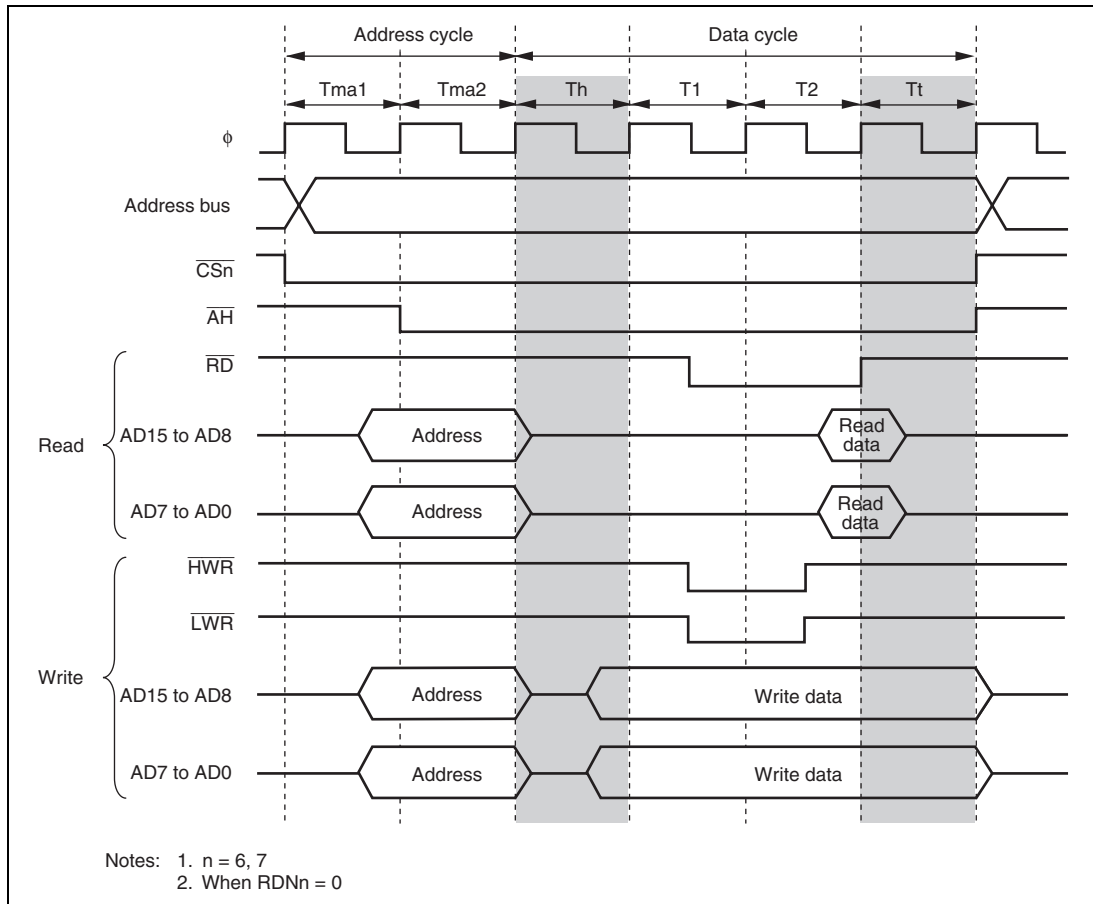 Address cycle Data cycle
Tma1 Tma2 Th T1 T2 Tt
ϕ
Address bus
CSn
AH
RD
Read
AD15 to AD8 Address Read data
AD7 to AD0 Address Read data
HWR
LWR
Write
AD15 to AD8 Address Write data
AD7 to AD0 Address Write data
Notes: 1. n = 6, 7
2. When RDNn = 0